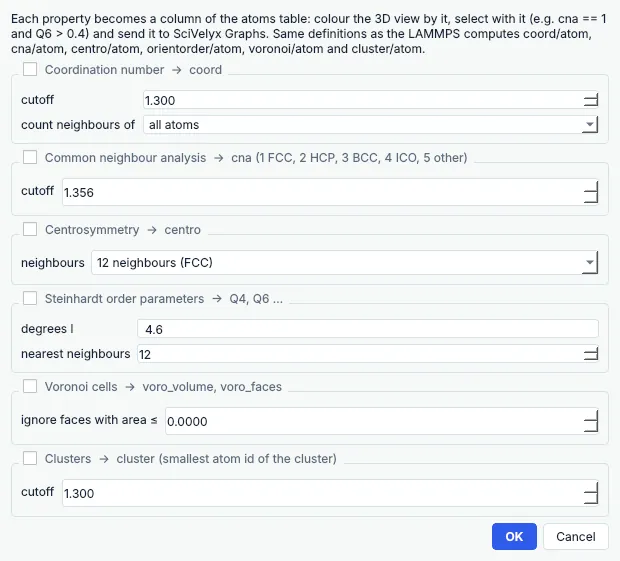 Each property becomes a column of the atoms table: colour the 3D view by it, select with it (e.g. cna == 1
and Q6 > 0.4) and send it to SciVelyx Graphs. Same definitions as the LAMMPS computes coord/atom,
cna/atom, centro/atom, orientorder/atom, voronoi/atom and cluster/atom.
Coordination number → coord
cutoff 1.300
count neighbours of all atoms
Common neighbour analysis → cna (1 FCC, 2 HCP, 3 BCC, 4 ICO, 5 other)
cutoff 1.356
Centrosymmetry → centro
neighbours 12 neighbours (FCC)
Steinhardt order parameters → Q4, Q6 ...
degrees l 4.6
nearest neighbours 12
Voronoi cells → voro_volume, voro_faces
ignore faces with area ≤ 0.0000
Clusters → cluster (smallest atom id of the cluster)
cutoff 1.300
OK Cancel